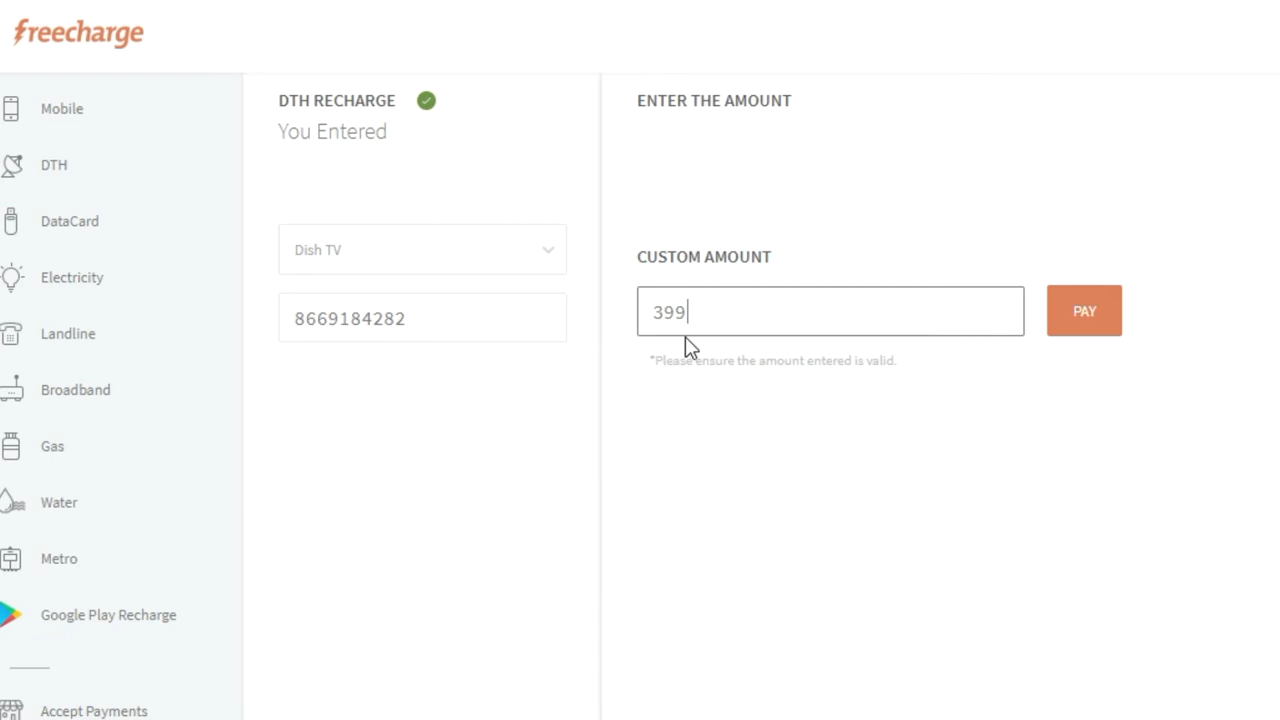 freecharge
Mobile
DTH
DataCard
Electricity
Landline
Broadband
Gas
Water
Metro
Google Play Recharge
Accept Payments
DTH RECHARGE
You Entered
Dish TV
8669184282
ENTER THE AMOUNT
CUSTOM AMOUNT
399
PAY
*Please ensure the amount entered is valid.